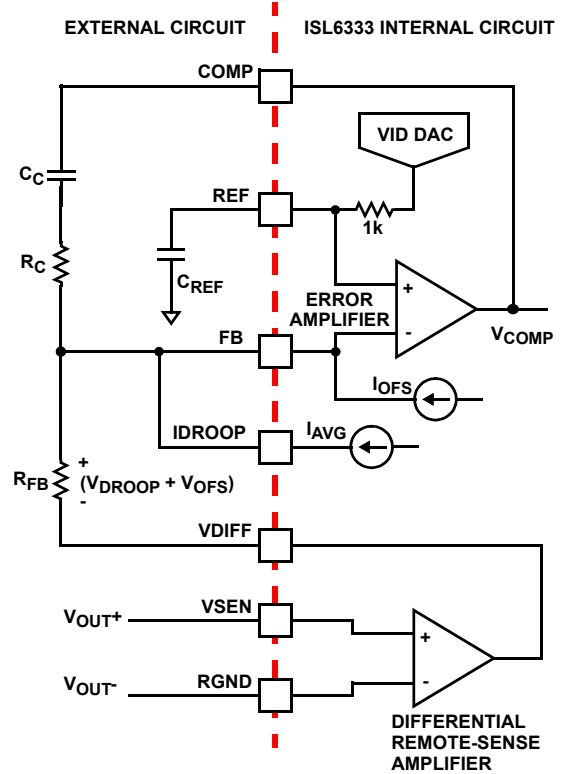 EXTERNAL CIRCUIT
ISL6333 INTERNAL CIRCUIT
COMP
VID DAC
CC
REF
1k
RC
CREF
+
ERROR
AMPLIFIER
-
FB
VCOMP
IOFS
IDROOP
IAVG
+
RFB
(VDROOP + VOFS)
-
VDIFF
VOUT+
VSEN
+
VOUT-
RGND
-
DIFFERENTIAL
REMOTE-SENSE
AMPLIFIER